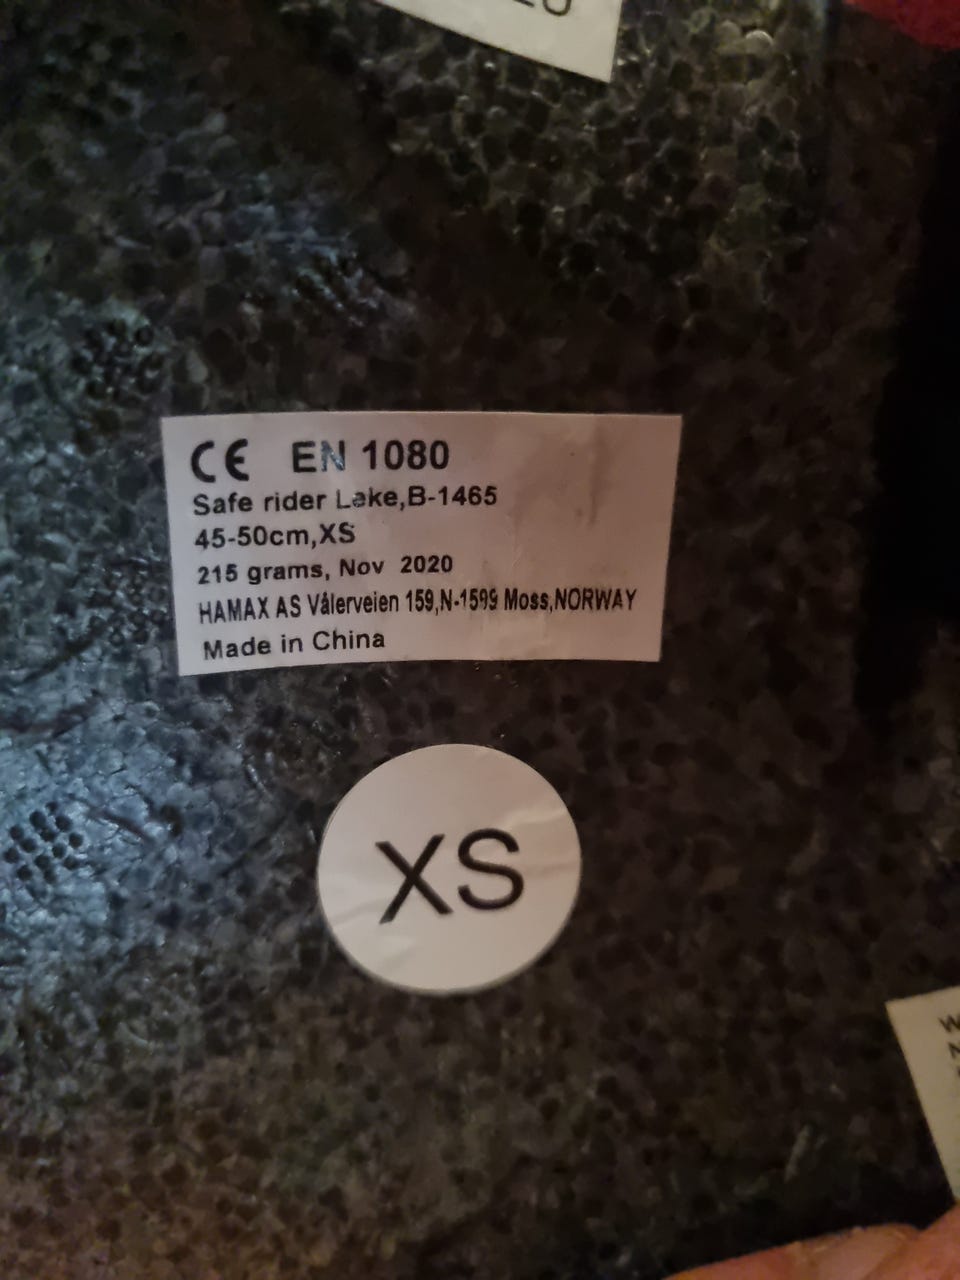 CE EN 1080
Safe rider Lake,B-1465
45-50cm,XS
215 grams, Nov 2020
HAMAX AS Vålerveien 159,N-1599 Moss,NORWAY
Made in China
XS